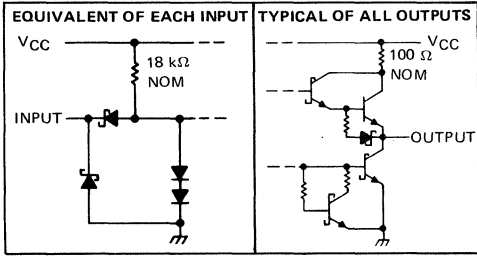 EQUIVALENT OF EACH INPUT
VCC
18 kΩ
NOM
INPUT
TYPICAL OF ALL OUTPUTS
VCC
100 Ω
NOM
OUTPUT